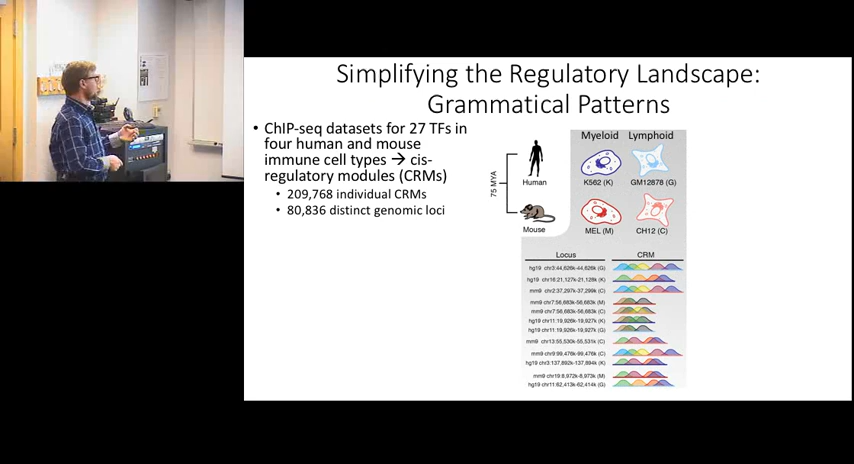 Simplifying the Regulatory Landscape:
Grammatical Patterns
• ChIP-seq datasets for 27 TFs in
four human and mouse
immune cell types → cis-
regulatory modules (CRMs)
• 209,768 individual CRMs
• 80,836 distinct genomic loci
Myeloid Lymphoid
75 MYA
Human
K562 (K) GM12878 (G)
Mouse
MEL (M) CH12 (C)
Locus CRM
hg19 chr3:44,626k-44,626k (G)
hg19 chr16:21,127k-21,128k (K)
mm9 chr2:37,297k-37,299k (C)
mm9 chr7:56,683k-56,683k (M)
mm9 chr7:56,683k-56,683k (C)
hg19 chr11:19,926k-19,927k (K)
hg19 chr11:19,926k-19,927k (G)
mm9 chr13:55,530k-55,531k (C)
mm9 chr9:99,476k-99,476k (C)
hg19 chr3:137,892k-137,894k (K)
mm9 chr19:8,972k-8,973k (M)
hg19 chr11:62,413k-62,414k (G)